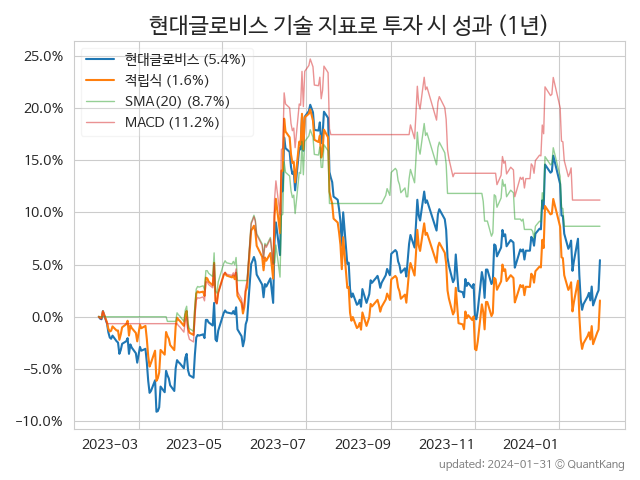 현대글로비스 기술 지표로 투자 시 성과 (1년)
25.0%
20.0%
15.0%
10.0%
5.0%
0.0%
−5.0%
−10.0%
현대글로비스 (5.4%)
적립식 (1.6%)
SMA(20) (8.7%)
MACD (11.2%)
2023-03 2023-05 2023-07 2023-09 2023-11 2024-01
updated: 2024-01-31 © QuantKang